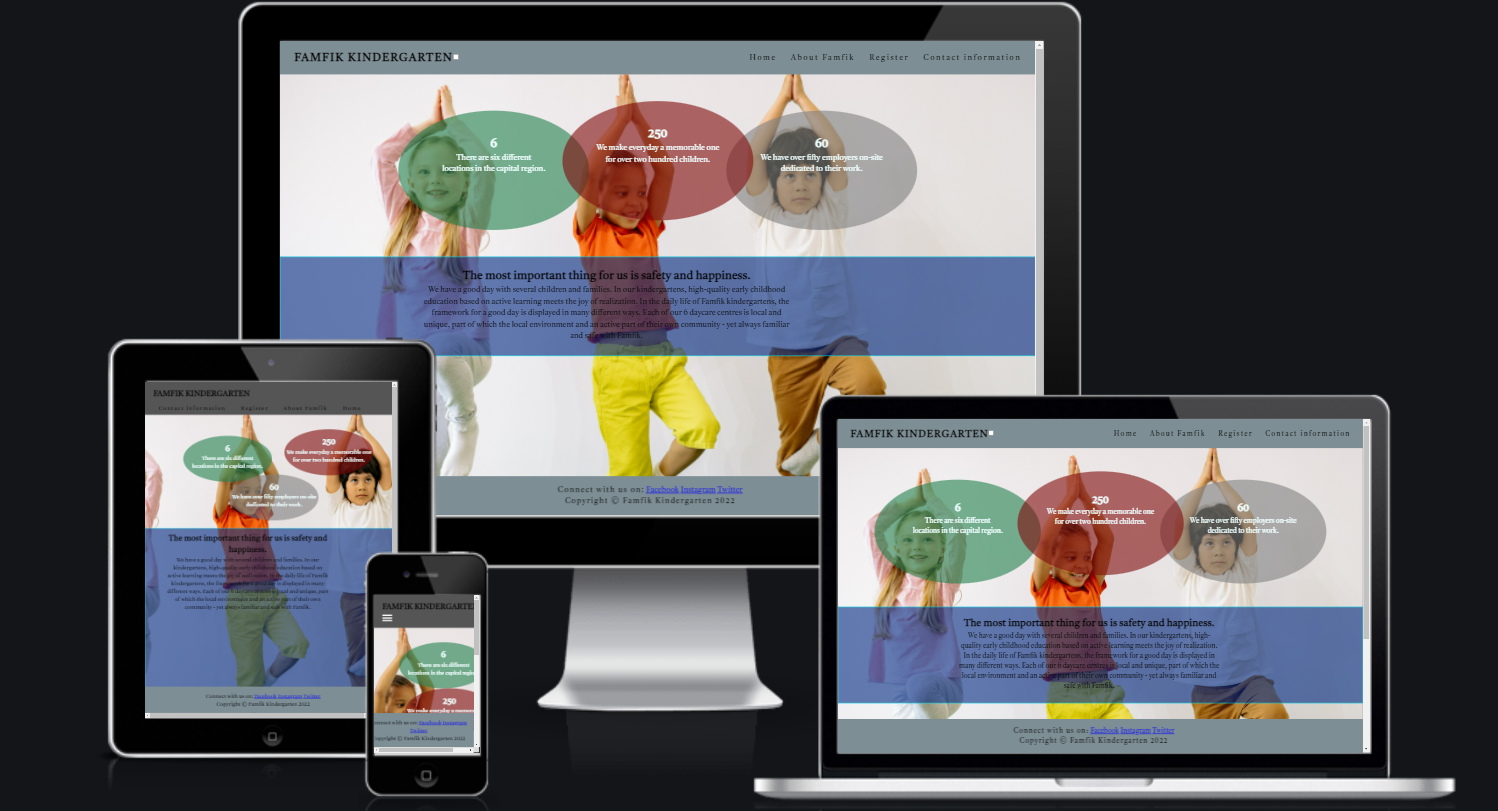 FAMFIK KINDERGARTEN
Home About Famfik Register Contact information
6
There are six different
locations in the capital region.
250
We make everyday a memorable one
for over two hundred children.
60
We have over fifty employers on-site
dedicated to their work.
The most important thing for us is safety and happiness.
We have a good day with several children and families. In our kindergartens, high-quality early childhood
education based on active learning meets the joy of realization. In the daily life of Famfik kindergartens, the
framework for a good day is displayed in many different ways. Each of our 6 daycare centres is local and
unique, part of which the local environment and an active part of their own community - yet always familiar
and safe with Famfik.
Connect with us on: Facebook Instagram Twitter
Copyright © Famfik Kindergarten 2022
FAMFIK KINDERGARTEN
Contact information Register About Famfik Home
6
There are six different
locations in the capital region.
250
We make everyday a memorable one
for over two hundred children.
60
We have over fifty employers on-site
dedicated to their work.
The most important thing for us is safety and
happiness.
We have a good day with several children and families. In our
kindergartens, high-quality early childhood education based on
active learning meets the joy of realization. In the daily life of Famfik
kindergartens, the framework for a good day is displayed in many
different ways. Each of our 6 daycare centres is local and unique, part
of which the local environment and an active part of their own
community - yet always familiar and safe with Famfik.
Connect with us on: Facebook Instagram Twitter
Copyright © Famfik Kindergarten 2022
FAMFIK KINDERGARTE
6
There are six different
locations in the capital region
250
We make everyday a memor
onnect with us on: Facebook Instagram
Twitter
opyright © Famfik Kindergarten 2022
FAMFIK KINDERGARTEN
Home About Famfik Register Contact information
6
There are six different
locations in the capital region.
250
We make everyday a memorable one
for over two hundred children.
60
We have over fifty employers on-site
dedicated to their work.
The most important thing for us is safety and happiness.
We have a good day with several children and families. In our kindergartens, high-
quality early childhood education based on active learning meets the joy of realization.
In the daily life of Famfik kindergartens, the framework for a good day is displayed in
many different ways. Each of our 6 daycare centres is local and unique, part of which the
local environment and an active part of their own community - yet always familiar and
safe with Famfik.
Connect with us on: Facebook Instagram Twitter
Copyright © Famfik Kindergarten 2022